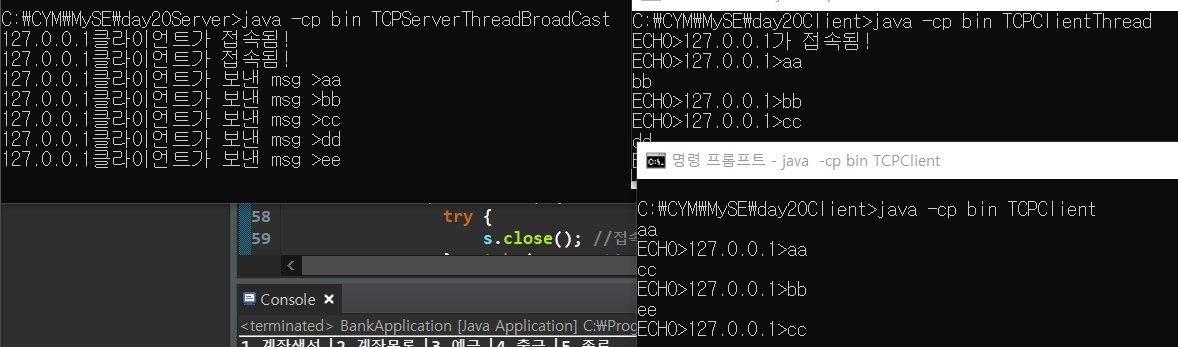 C:\CYM\MySE\day20Server>java -cp bin TCPServerThreadBroadCast
127.0.0.1클라이언트가 접속됨!
127.0.0.1클라이언트가 접속됨!
127.0.0.1클라이언트가 보낸 msg >aa
127.0.0.1클라이언트가 보낸 msg >bb
127.0.0.1클라이언트가 보낸 msg >cc
127.0.0.1클라이언트가 보낸 msg >dd
127.0.0.1클라이언트가 보낸 msg >ee
C:\CYM\MySE\day20Client>java -cp bin TCPClientThread
ECHO>127.0.0.1가 접속됨!
ECHO>127.0.0.1>aa
bb
ECHO>127.0.0.1>bb
ECHO>127.0.0.1>cc
dd
명령 프롬프트 - java  -cp bin TCPClient
C:\CYM\MySE\day20Client>java -cp bin TCPClient
aa
ECHO>127.0.0.1>aa
cc
ECHO>127.0.0.1>bb
ee
ECHO>127.0.0.1>cc
58 try {
59 s.close(); //접속
Console
<terminated> BankApplication [Java Application] C:\Prog
1.계좌생성 |2.계좌목록 |3.예금 |4.출금 |5.종료